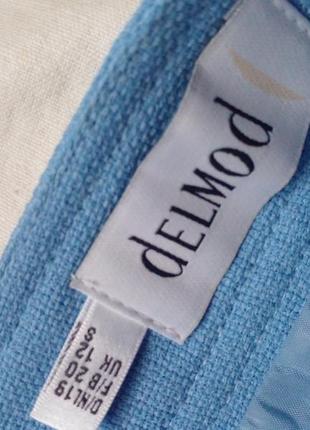 delmod
D/NL19
F/B 20
UK 12
S